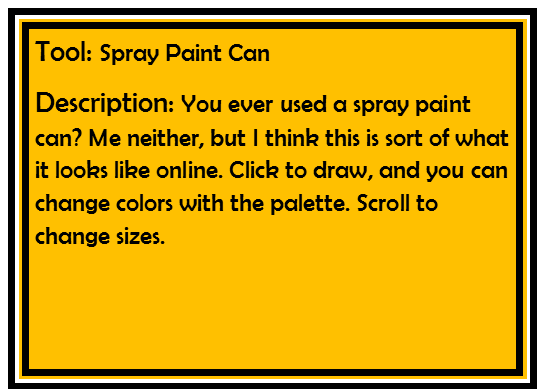 Tool: Spray Paint Can
Description: You ever used a spray paint
can? Me neither, but I think this is sort of what
it looks like online. Click to draw, and you can
change colors with the palette. Scroll to
change sizes.